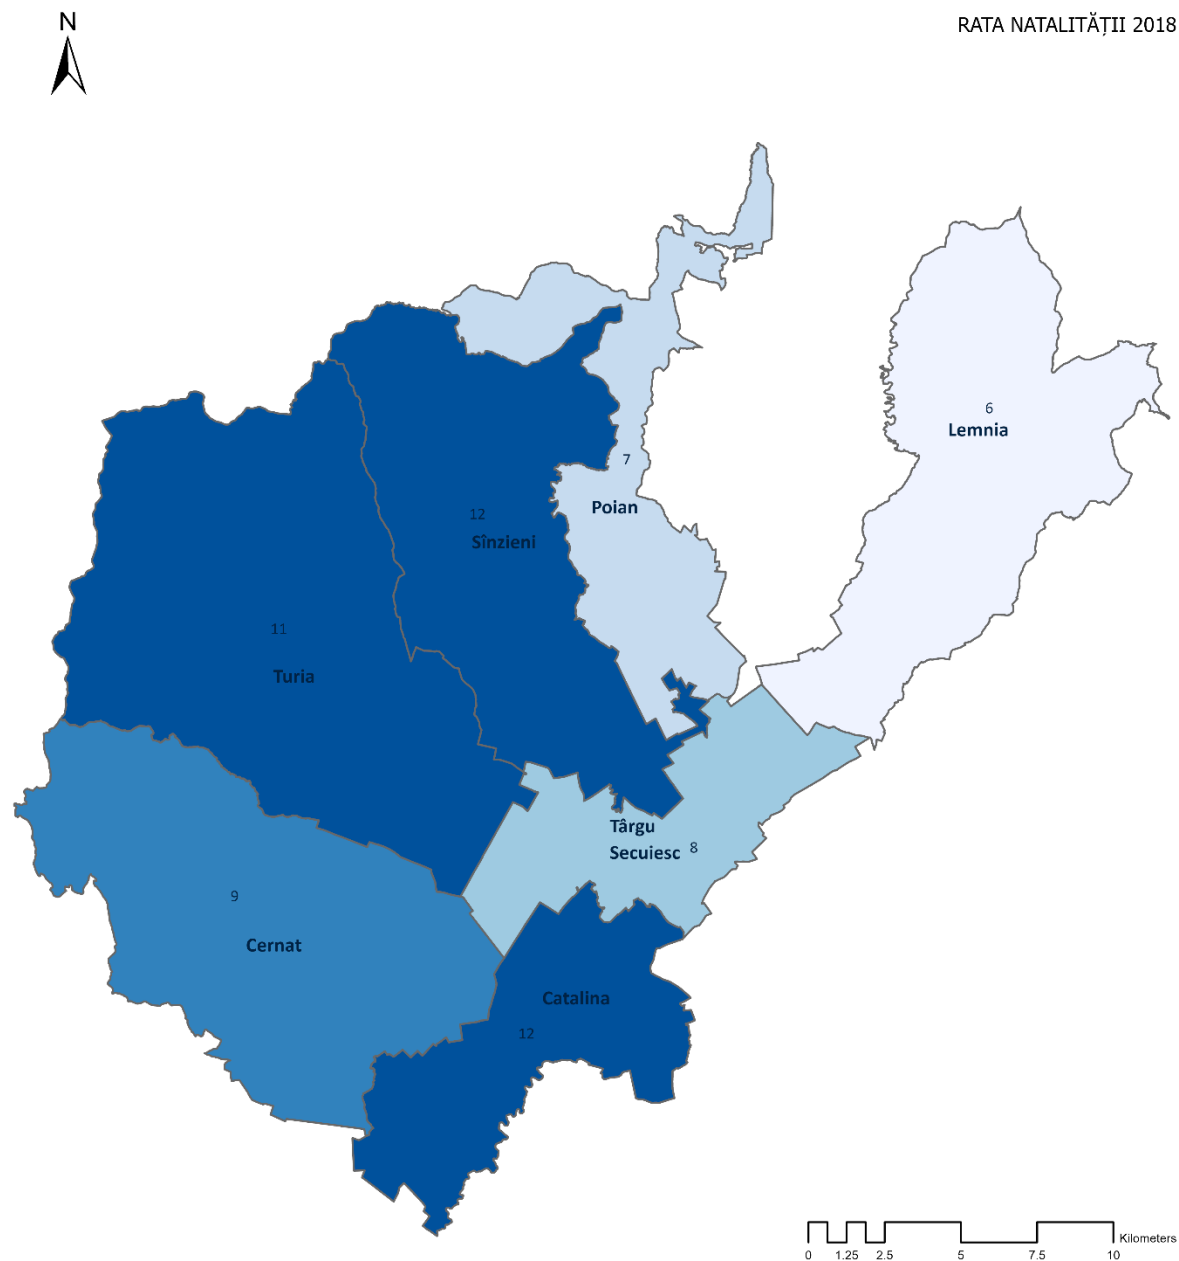 N
RATA NATALITĂȚII 2018
6
Lemnia
7
Poian
12
Sînzieni
11
Turia
Târgu
Secuiesc 8
9
Cernat
Catalina
12
Kilometers
0 1.25 2.5 5 7.5 10